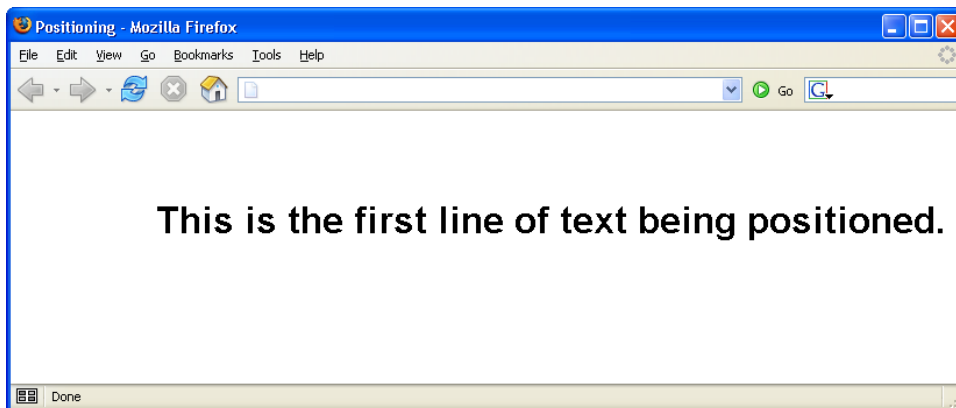 Positioning - Mozilla Firefox
File Edit View Go Bookmarks Tools Help
Go G
This is the first line of text being positioned.
Done